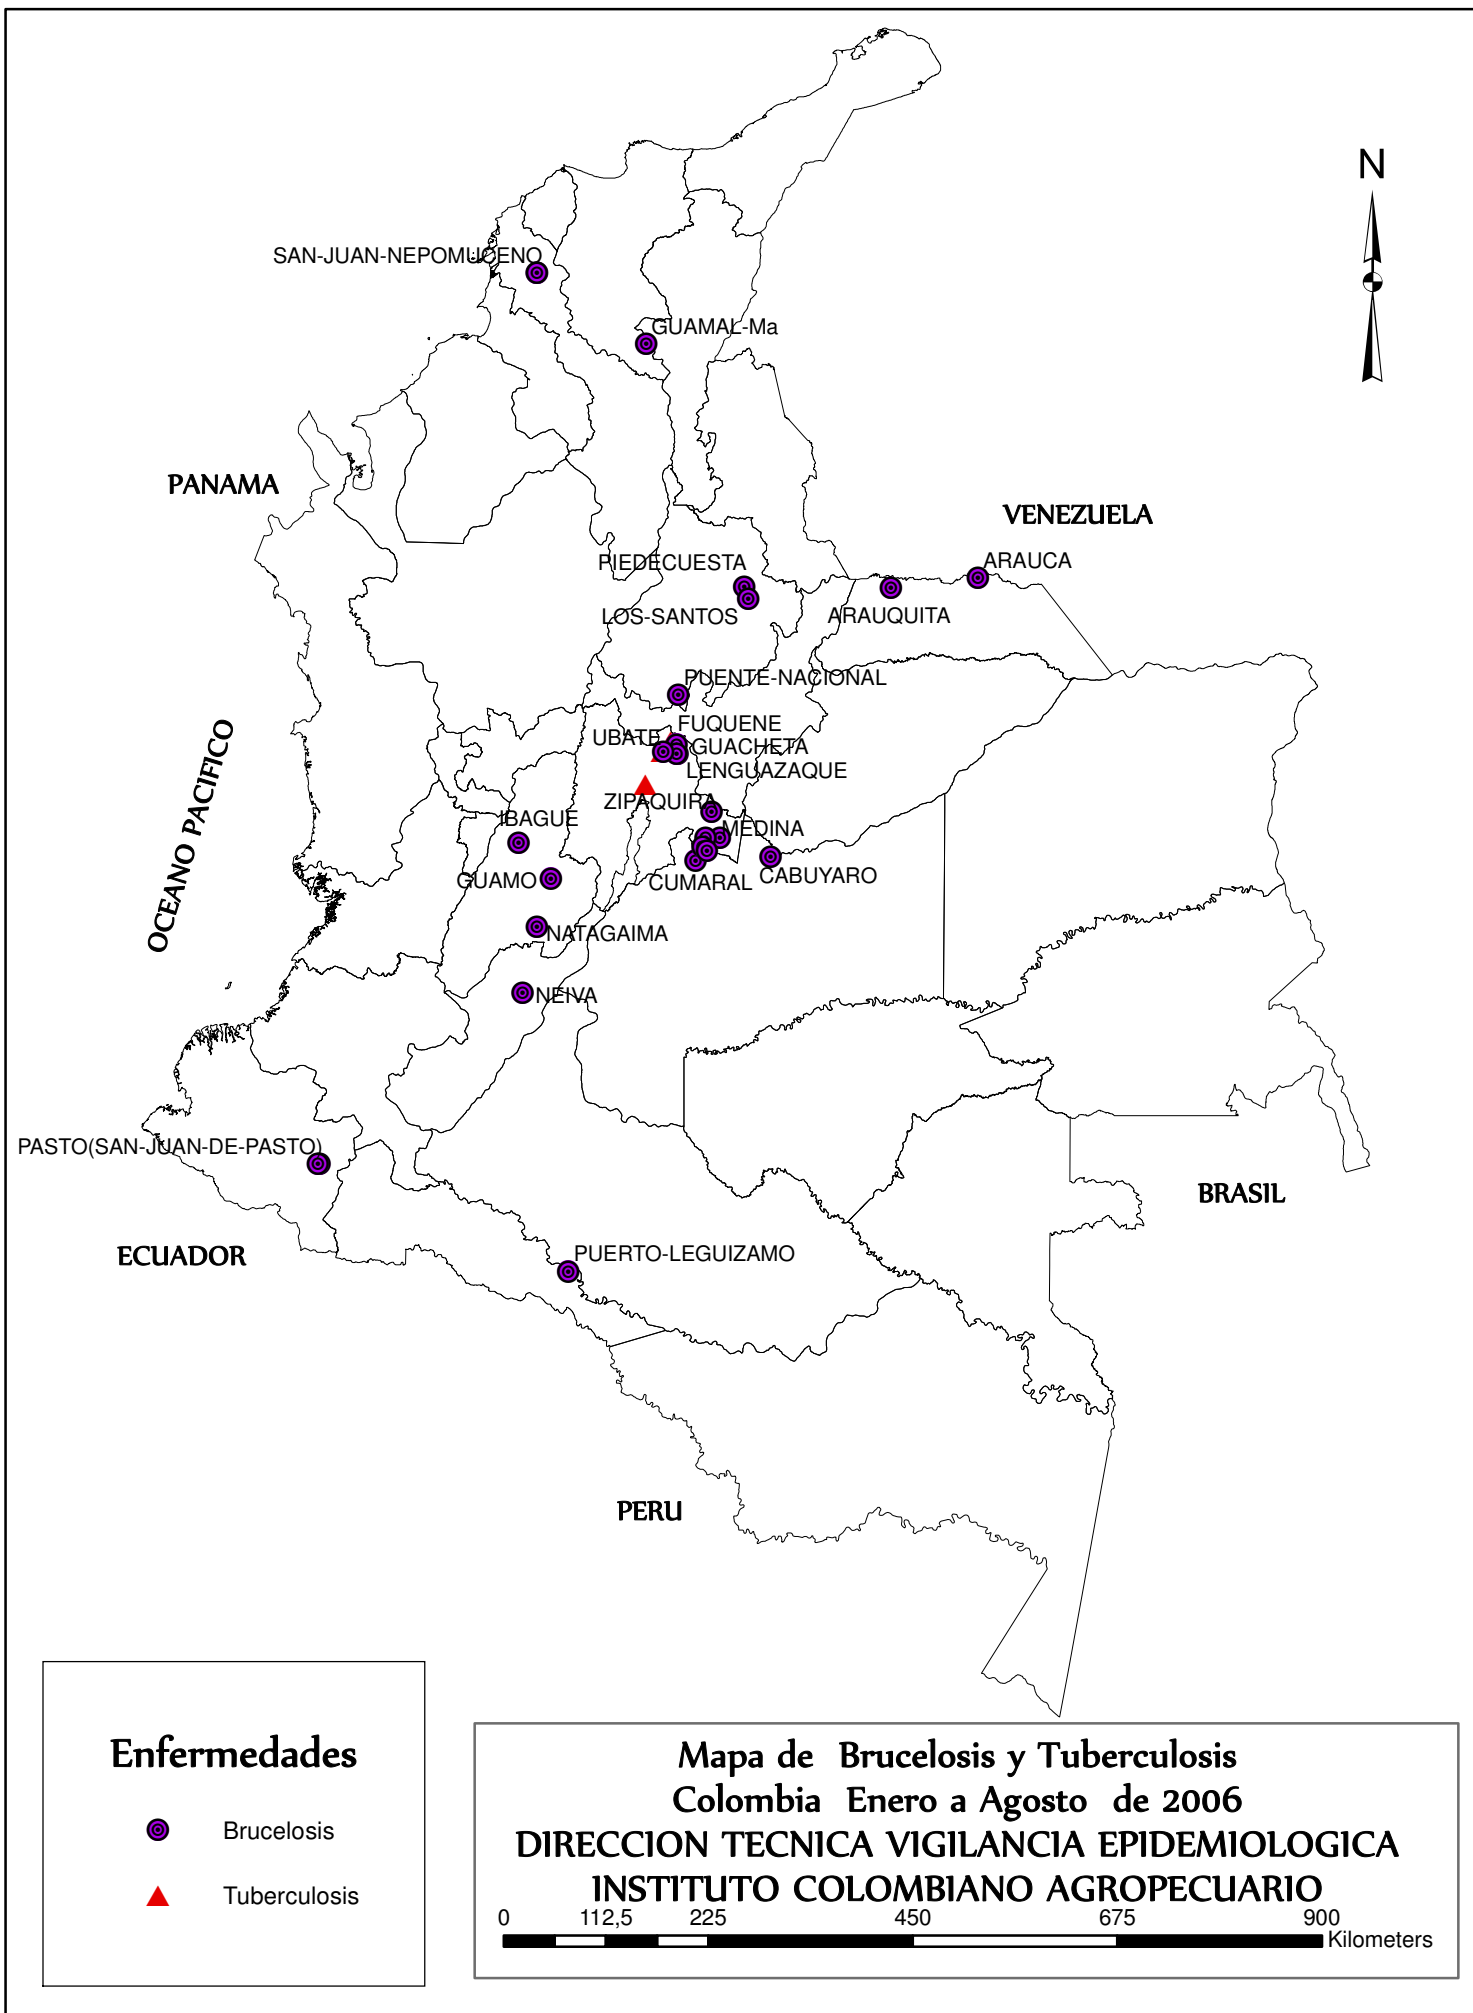 N
SAN-JUAN-NEPOMUCENO
GUAMAL-Ma
PANAMA
VENEZUELA
PIEDECUESTA
ARAUCA
LOS-SANTOS
ARAUQUITA
PUENTE-NACIONAL
FUQUENE
UBATE
GUACHETA
LENGUAZAQUE
OCEANO PACIFICO
ZIPAQUIRA
IBAGUE
MEDINA
GUAMO
CUMARAL
CABUYARO
NATAGAIMA
NEIVA
PASTO(SAN-JUAN-DE-PASTO)
BRASIL
ECUADOR
PUERTO-LEGUIZAMO
PERU
Enfermedades
Brucelosis
Tuberculosis
Mapa de Brucelosis y Tuberculosis
Colombia Enero a Agosto de 2006
DIRECCION TECNICA VIGILANCIA EPIDEMIOLOGICA
INSTITUTO COLOMBIANO AGROPECUARIO
0 112,5 225 450 675 900
Kilometers